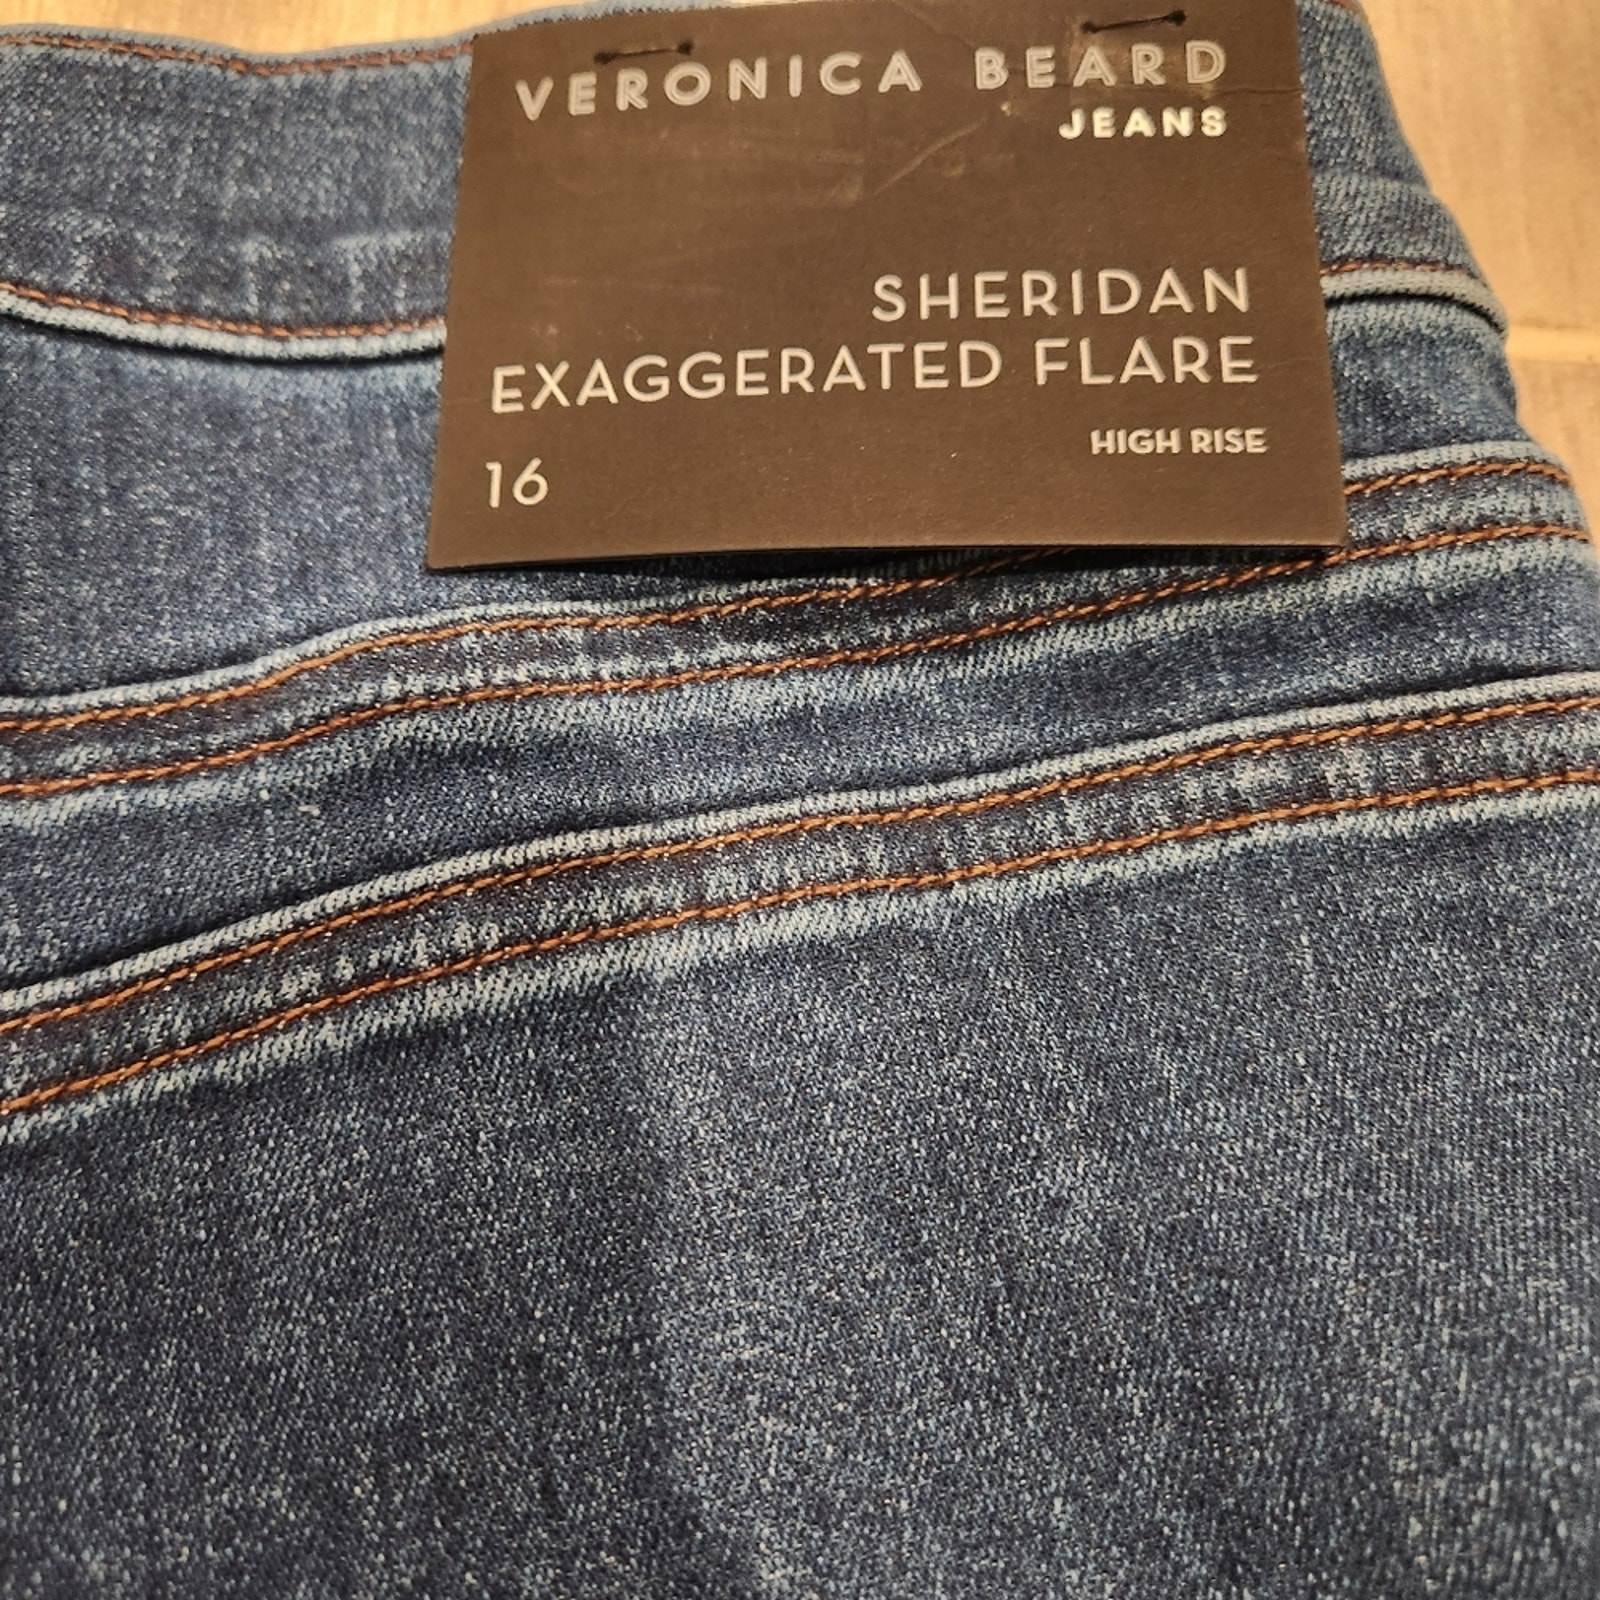 VERONICA BEARD
JEANS
SHERIDAN
EXAGGERATED FLARE
HIGH RISE
16